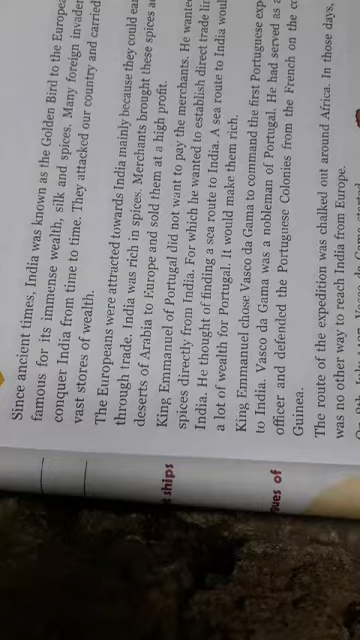 Since ancient times, India was known as the Golden Bird to the Europea
famous for its immense wealth, silk and spices. Many foreign invader
conquer India from time to time. They attacked our country and carried
vast stores of wealth.
The Europeans were attracted towards India mainly because they could ea
through trade. India was rich in spices. Merchants brought these spices ac
deserts of Arabia to Europe and sold them at a high profit.
King Emmanuel of Portugal did not want to pay the merchants. He wanted
spices directly from India. For which he wanted to establish direct trade lin
India. He thought of finding a sea route to India. A sea route to India wou
a lot of wealth for Portugal. It would make them rich.
King Emmanuel chose Vasco da Gama to command the first Portuguese exp
to India. Vasco da Gama was a nobleman of Portugal. He had served as a
officer and defended the Portuguese Colonies from the French on the co
Guinea.
The route of the expedition was chalked out around Africa. In those days,
was no other way to reach India from Europe.
ships
ues of